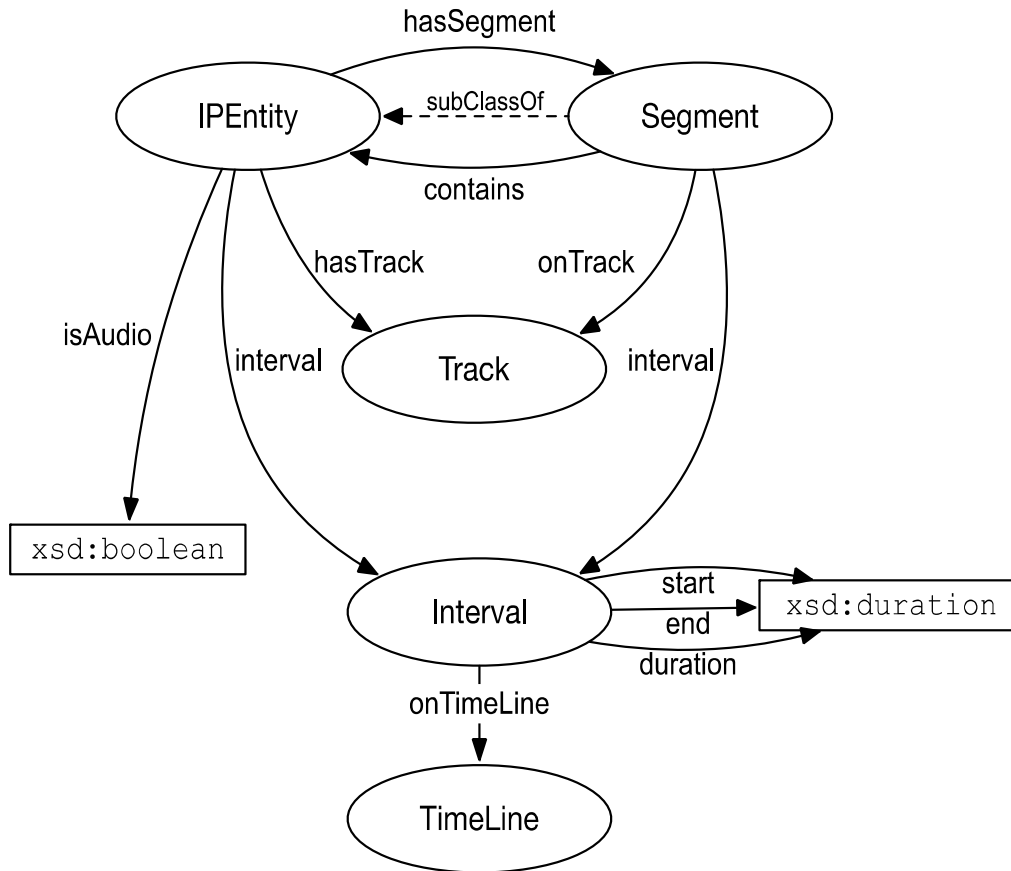 hasSegment
IPEntity
subClassOf
Segment
contains
hasTrack
onTrack
isAudio
interval
Track
interval
xsd:boolean
Interval
start
end
duration
xsd:duration
onTimeLine
TimeLine